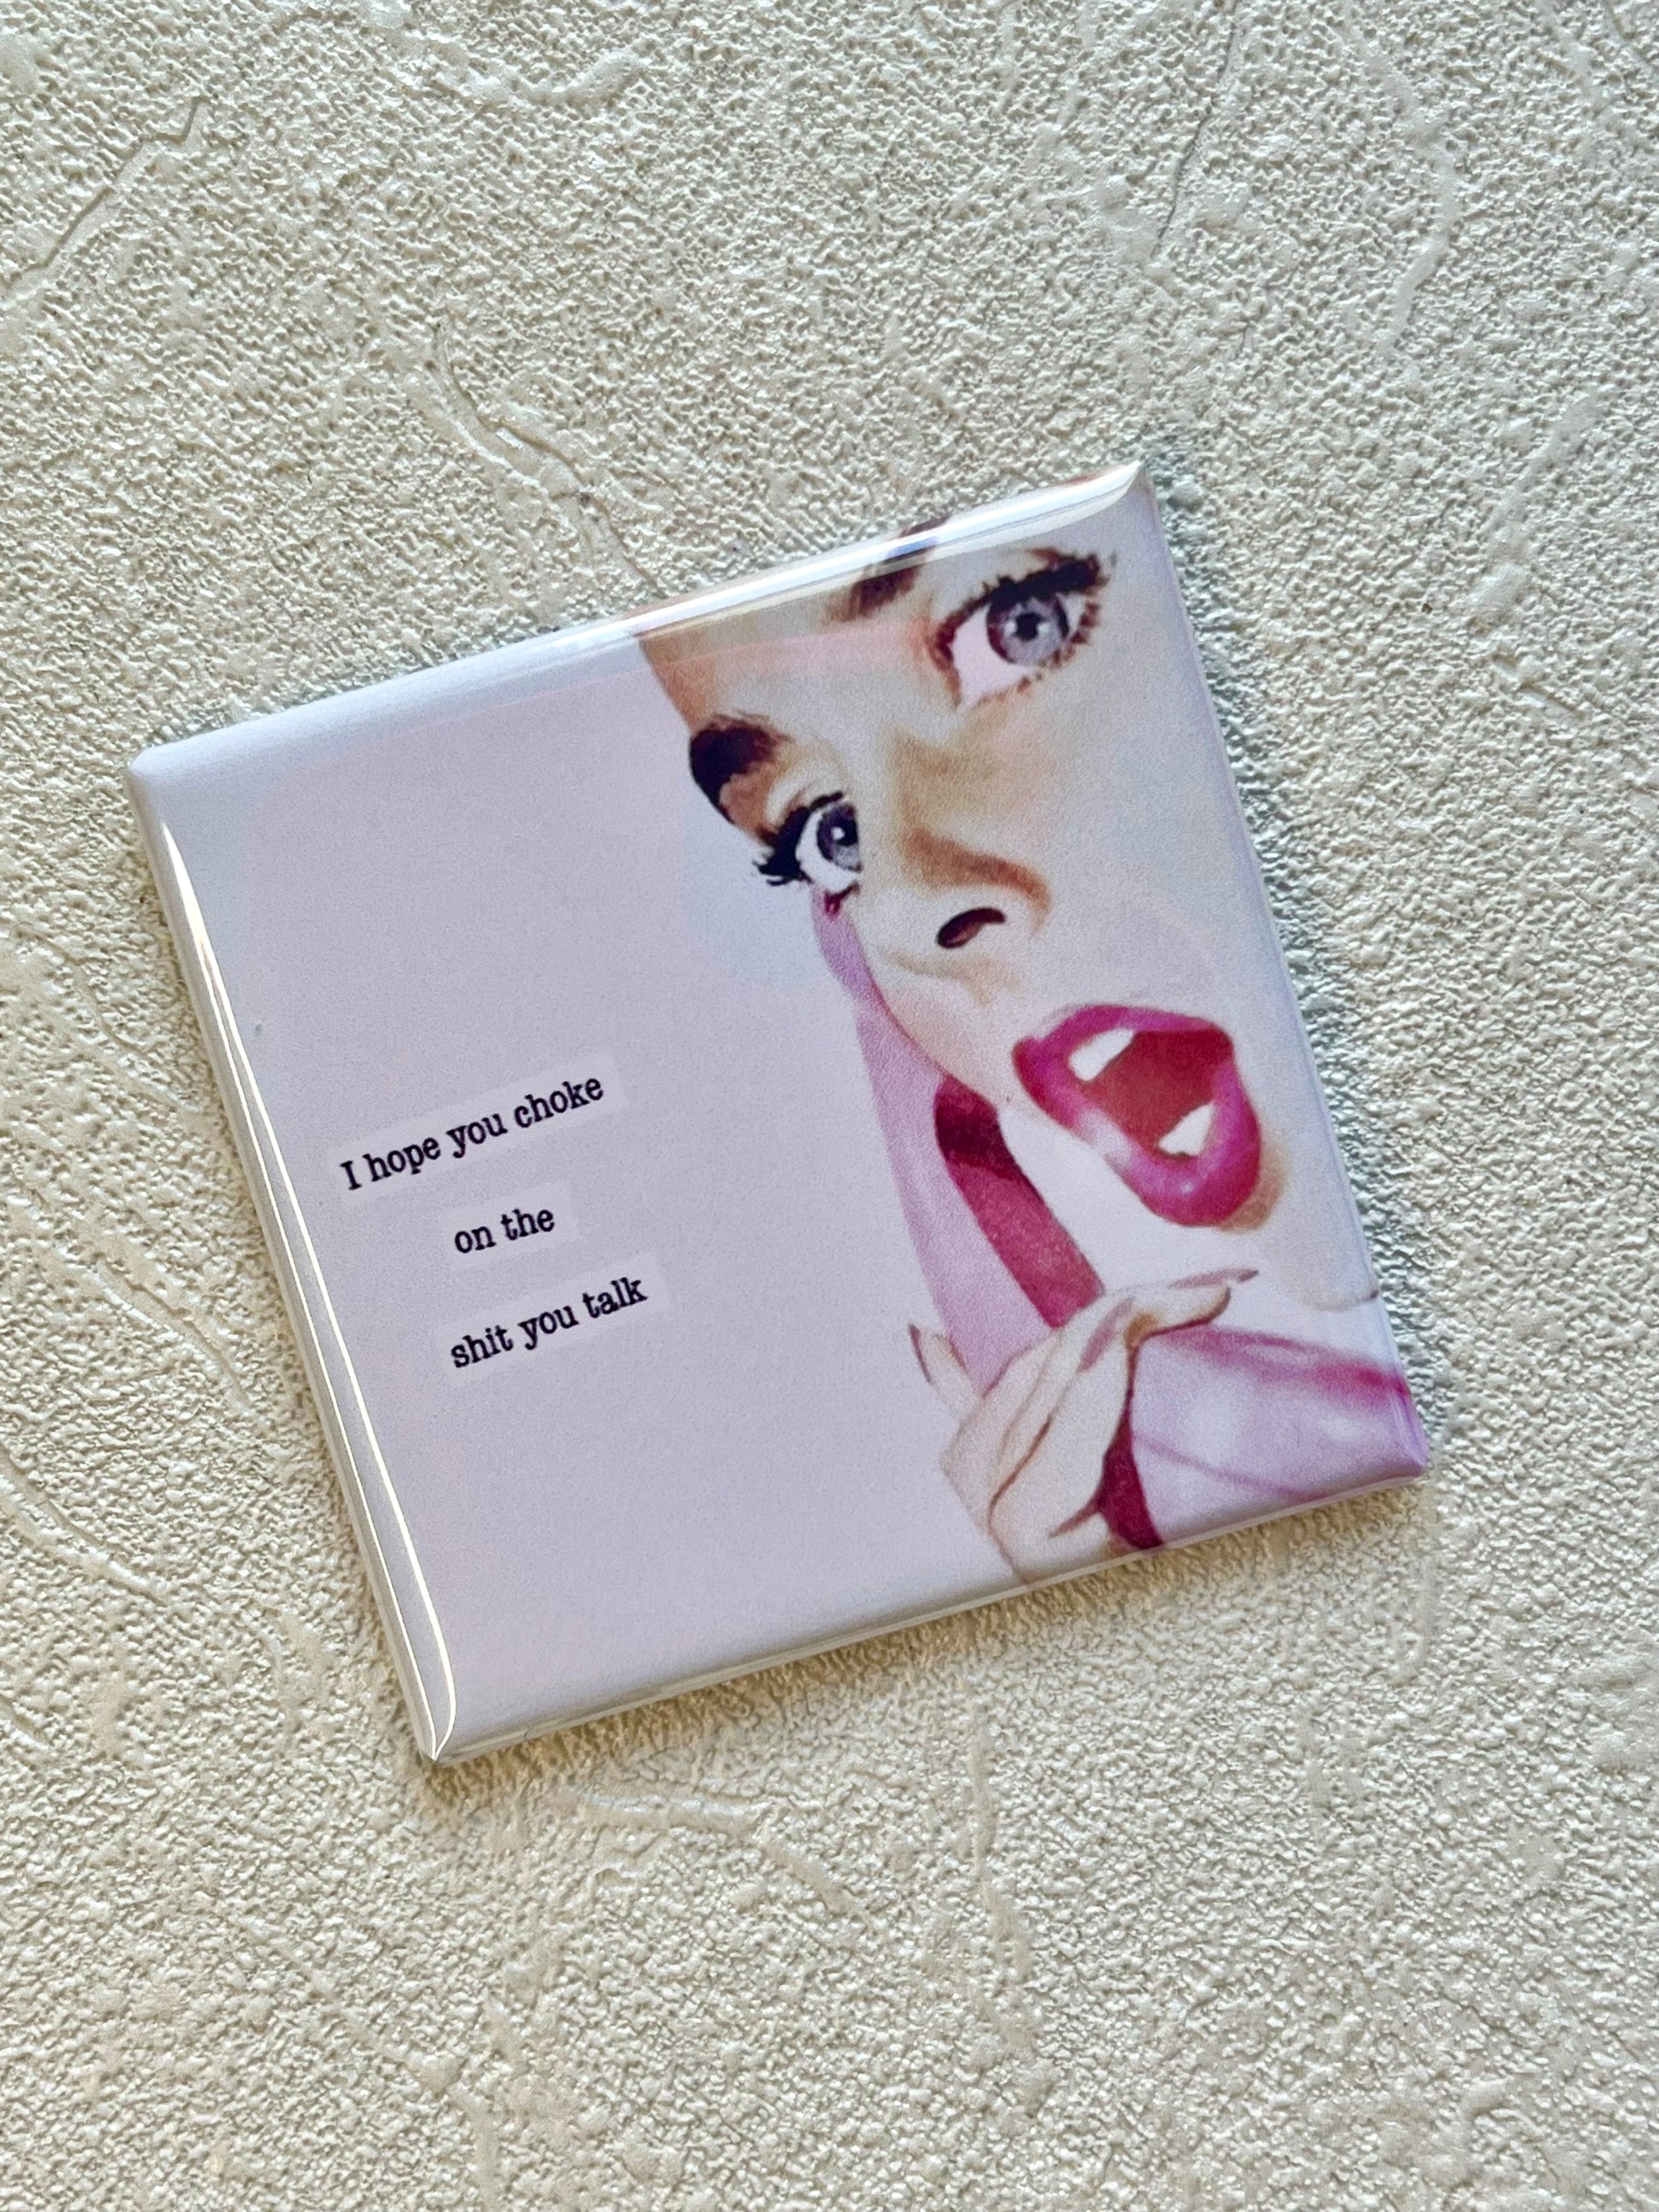 I hope you choke
on the
shit you talk